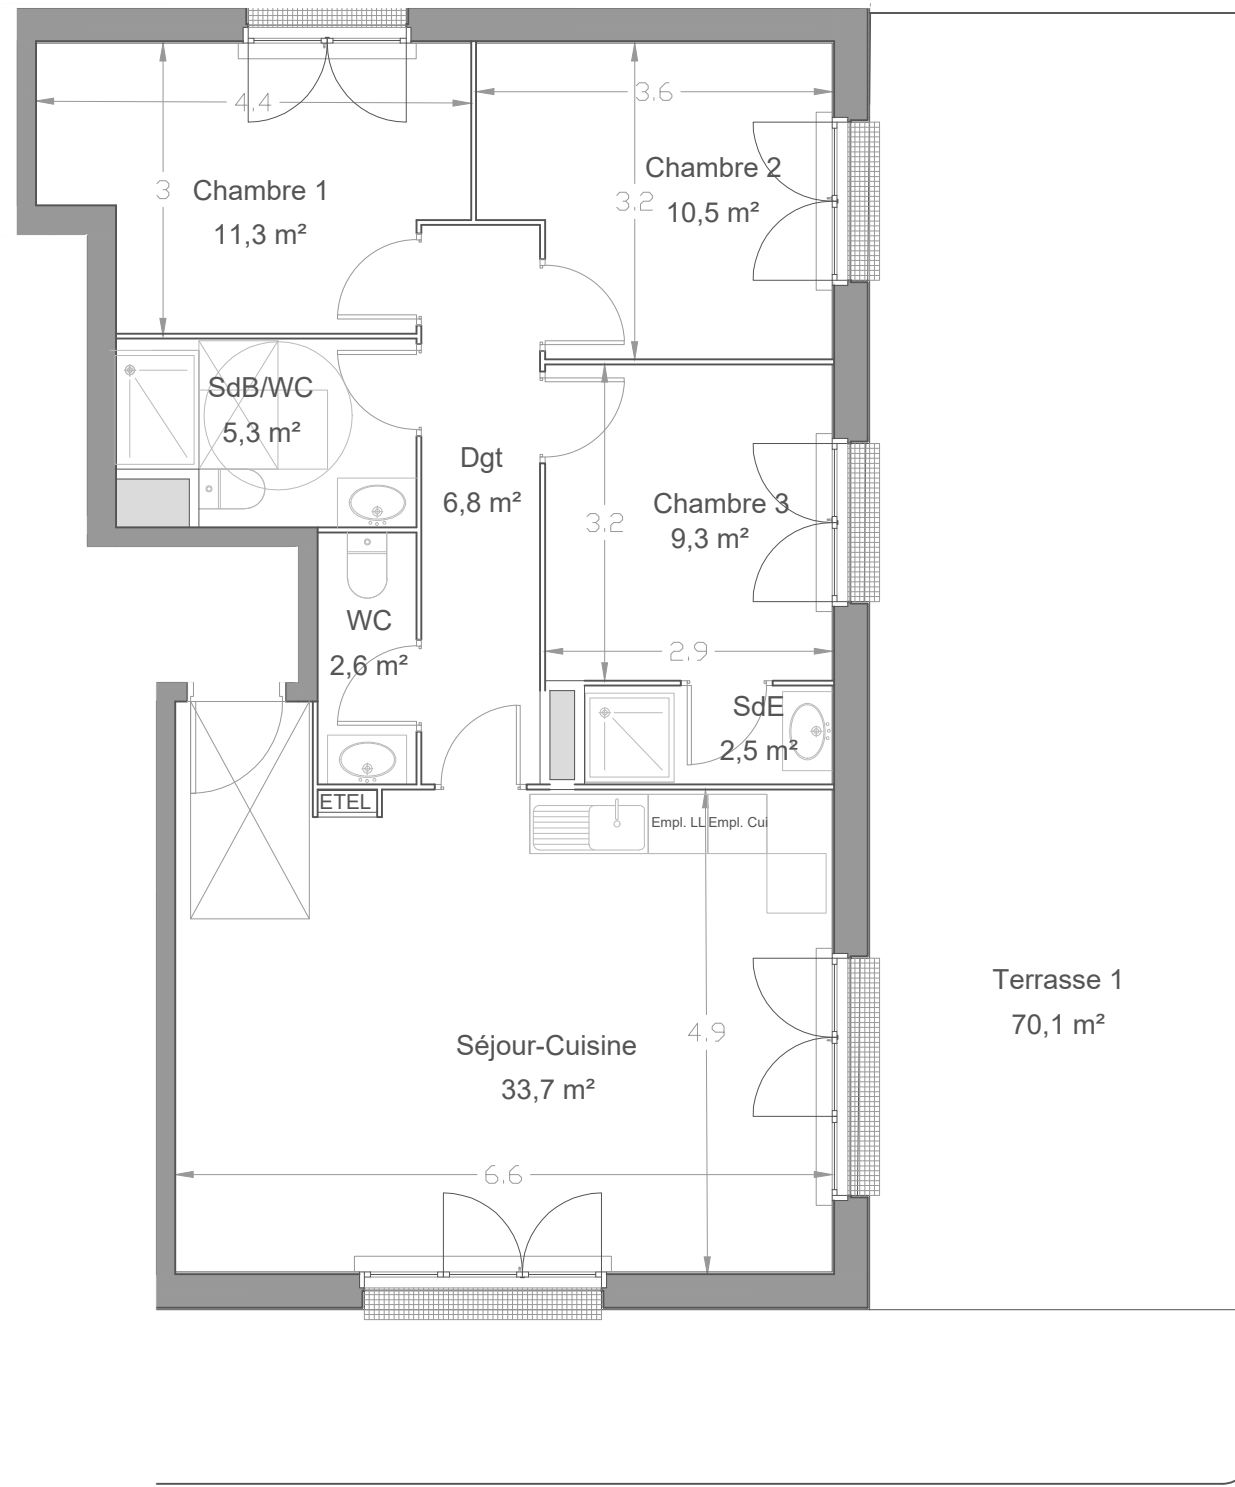 4.4
3.6
3
Chambre 1
11,3 m²
Chambre 2
3.2
10,5 m²
SdB/WC
5,3 m²
Dgt
6,8 m²
Chambre 3
9,3 m²
3.2
WC
2,6 m²
2.9
SdE
2,5 m²
ETEL
Empl. LL
Empl. Cui
Séjour-Cuisine
33,7 m²
4.9
Terrasse 1
70,1 m²
6.6